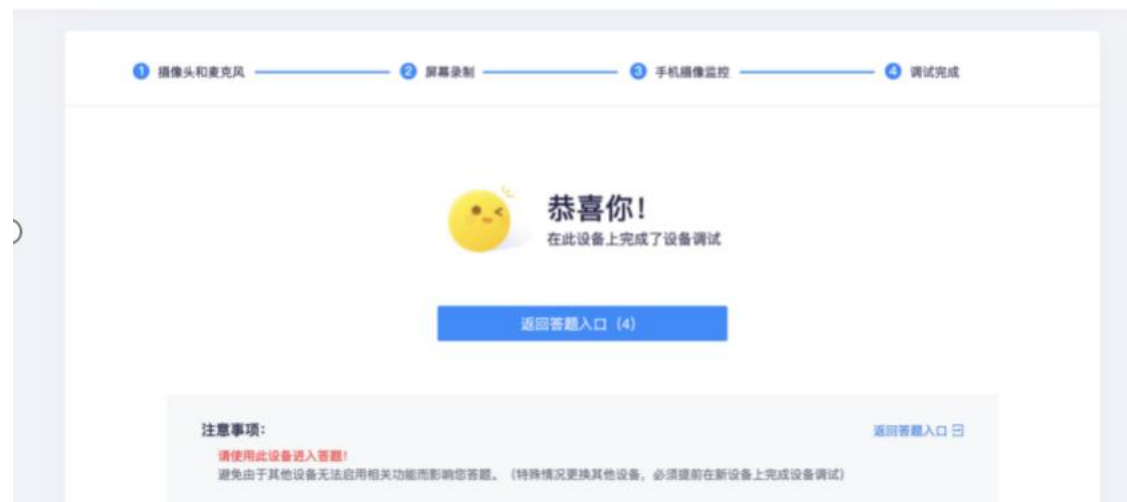 1 摄像头和麦克风 2 屏幕录制 3 手机摄像监控 4 调试完成
恭喜你！
在此设备上完成了设备调试
返回答题入口（4）
注意事项： 返回答题入口
请使用此设备进入答题！
避免由于其他设备无法启用相关功能而影响您答题。（特殊情况更换其他设备，必须提前在新设备上完成设备调试）